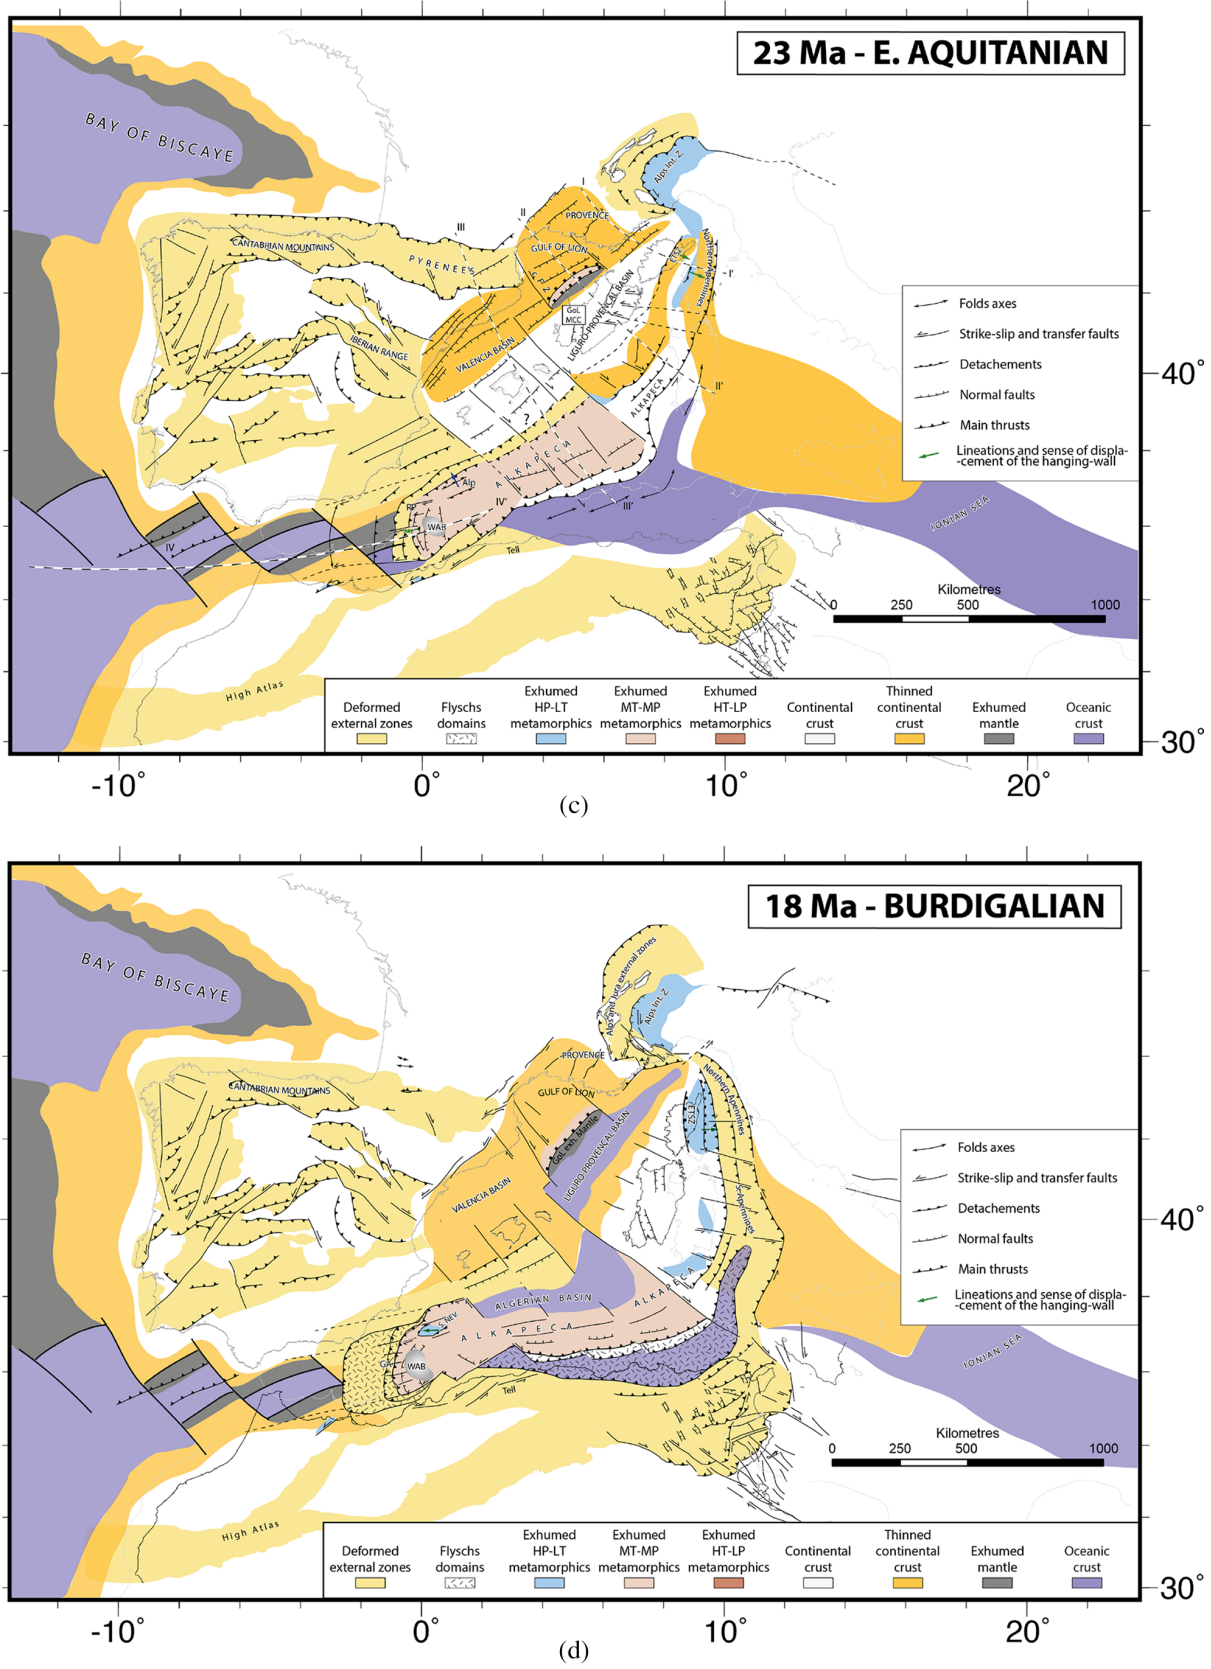 23 Ma - E. AQUITANIAN
BAY OF BISCAYE
Alps Int. Z.
I
II
III
PROVENCE
GULF OF LION
CANTABRIAN MOUNTAINS
PYRENEES
ETSZ
Northern Apennines
I'
GoL
MCC
LIGURO-PROVENÇAL BASIN
IBERIAN RANGE
VALENCIA BASIN
II'
ALKAPECA
?
ALKAPECA
Alp
RP
WAB
IV'
III'
IV
Tell
IONIAN SEA
High Atlas
Folds axes
Strike-slip and transfer faults
Detachements
Normal faults
Main thrusts
Lineations and sense of displa-
-cement of the hanging-wall
Kilometres
0 250 500 1000
Deformed
external zones
Flyschs
domains
Exhumed
HP-LT
metamorphics
Exhumed
MT-MP
metamorphics
Exhumed
HT-LP
metamorphics
Continental
crust
Thinned
continental
crust
Exhumed
mantle
Oceanic
crust
40°
30°
-10° 0° 10° 20°
(c)
18 Ma - BURDIGALIAN
BAY OF BISCAYE
Alps and Jura external zones
Alps Int. Z
PROVENCE
GULF OF LION
CANTABRIAN MOUNTAINS
Northern Apennines
ETSZ
GoL exh. Mantle
LIGURO-PROVENÇAL BASIN
VALENCIA BASIN
S. Apennines
ALGERIAN BASIN
ALKAPECA
NEV.
ALKAPECA
GA
WAB
Tell
IONIAN SEA
High Atlas
Folds axes
Strike-slip and transfer faults
Detachements
Normal faults
Main thrusts
Lineations and sense of displa-
-cement of the hanging-wall
Kilometres
0 250 500 1000
Deformed
external zones
Flyschs
domains
Exhumed
HP-LT
metamorphics
Exhumed
MT-MP
metamorphics
Exhumed
HT-LP
metamorphics
Continental
crust
Thinned
continental
crust
Exhumed
mantle
Oceanic
crust
40°
30°
-10° 0° 10° 20°
(d)